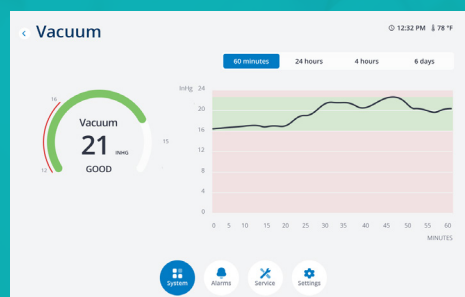 Vacuum
12:32 PM 78 °F
60 minutes 24 hours 4 hours 6 days
InHg 24
20
16
12
8
4
0
0 5 10 15 20 25 30 35 40 45 50 55 60
MINUTES
16
15
12
Vacuum
21 INHG
GOOD
System Alarms Service Settings